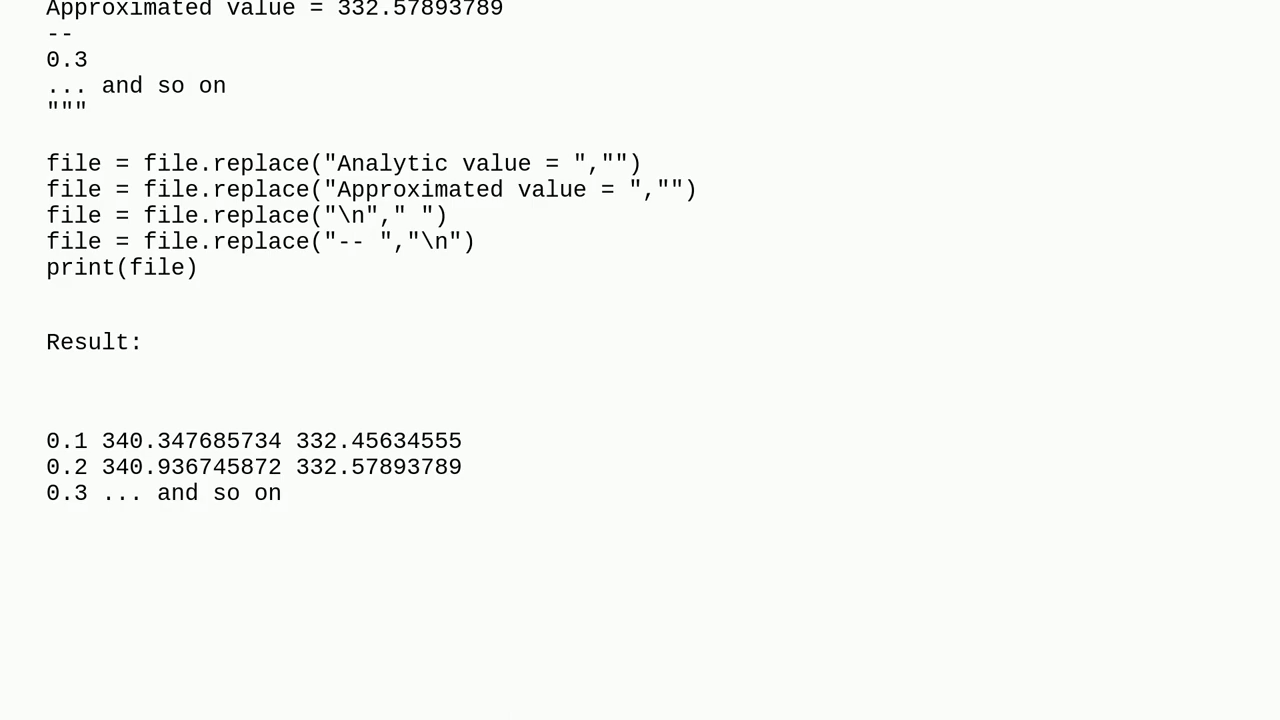 Approximated value = 332.57893789
--
0.3
... and so on
"""
file = file.replace("Analytic value = ","")
file = file.replace("Approximated value = ","")
file = file.replace("\n"," ")
file = file.replace("-- ","\n")
print(file)
Result:
0.1 340.347685734 332.45634555
0.2 340.936745872 332.57893789
0.3 ... and so on